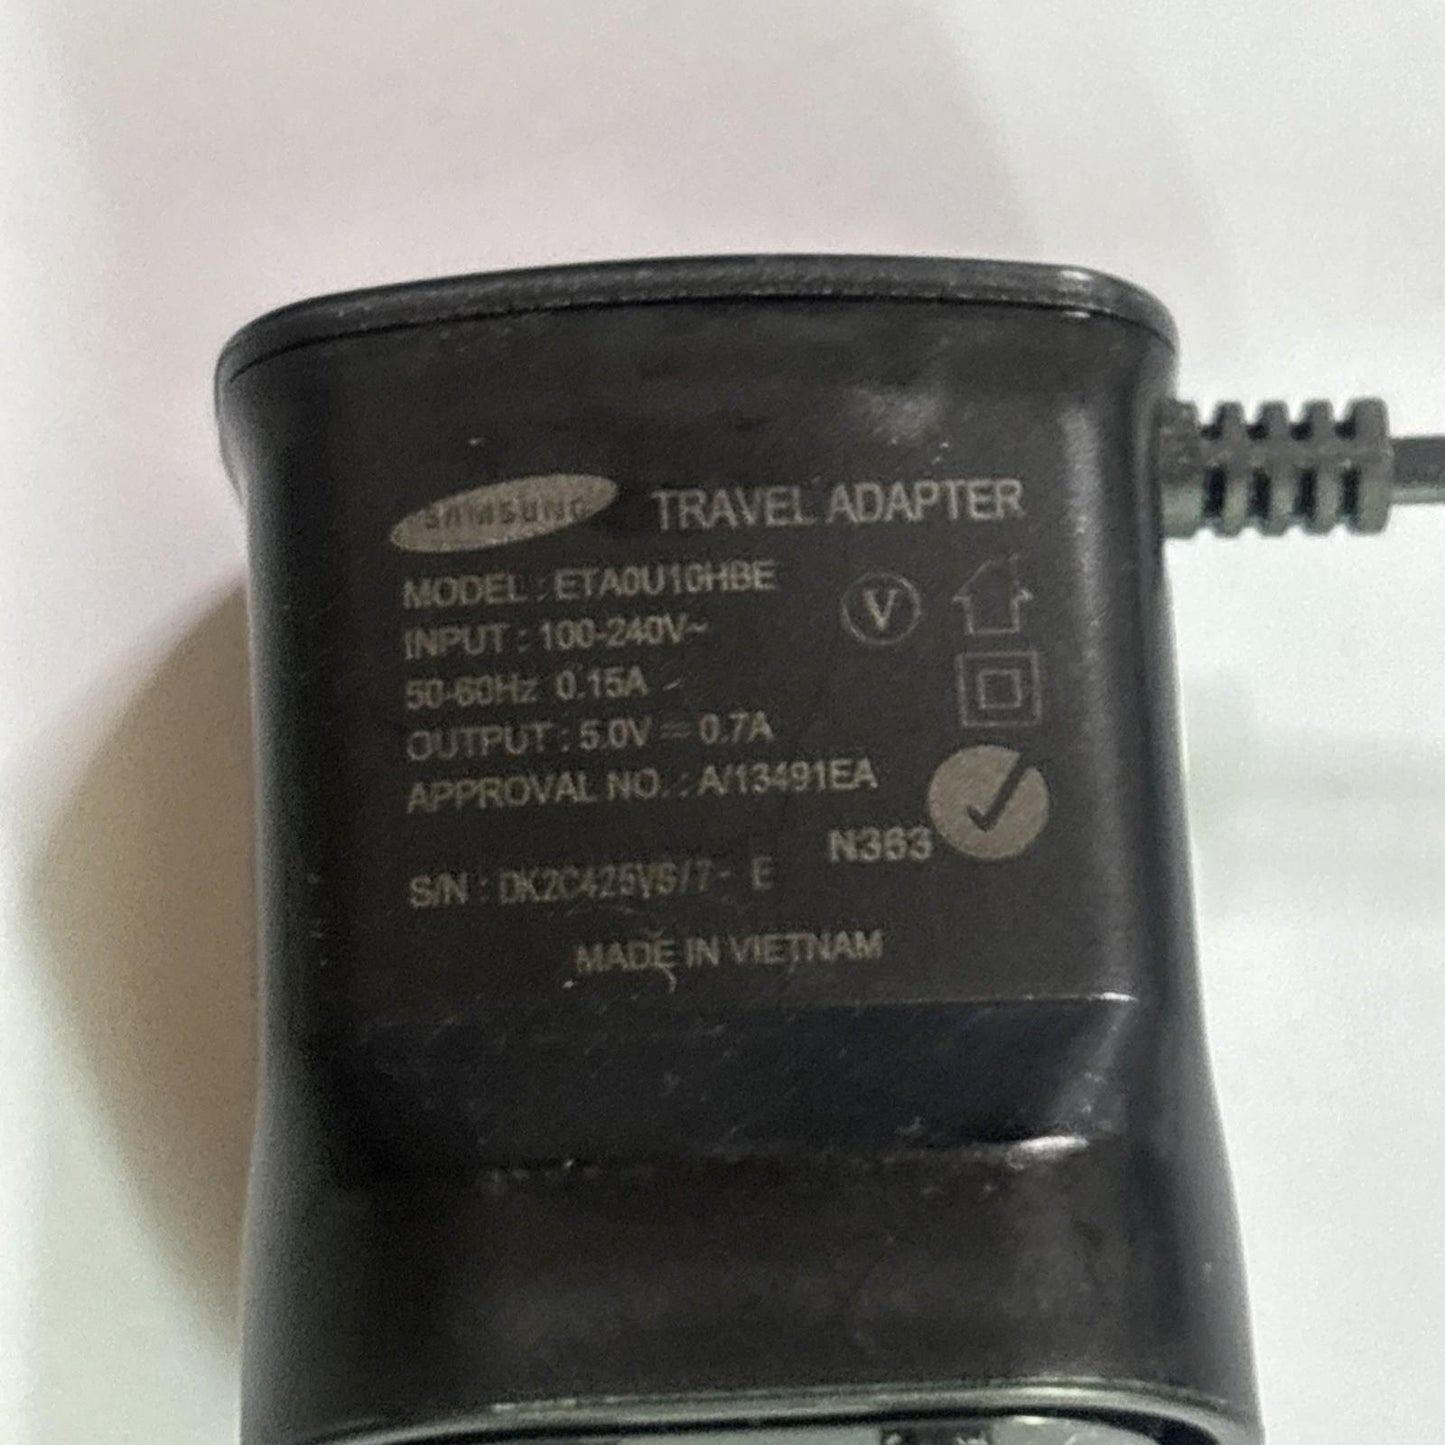 SAMSUNG TRAVEL ADAPTER
MODEL : ETA0U10HBE
INPUT : 100-240V~
50-60Hz 0.15A
OUTPUT : 5.0V ⎓ 0.7A
APPROVAL NO. : A/13491EA
V
N363
S/N : E
MADE IN VIETNAM